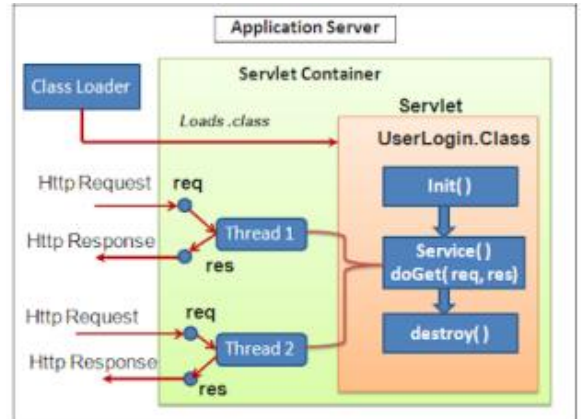 Application Server
Servlet Container
Class Loader
Servlet
Loads .class
UserLogin.Class
Http Request
req
Init( )
Thread 1
Http Response
res
Service( )
doGet( req, res)
Http Request
req
destroy( )
Thread 2
Http Response
res